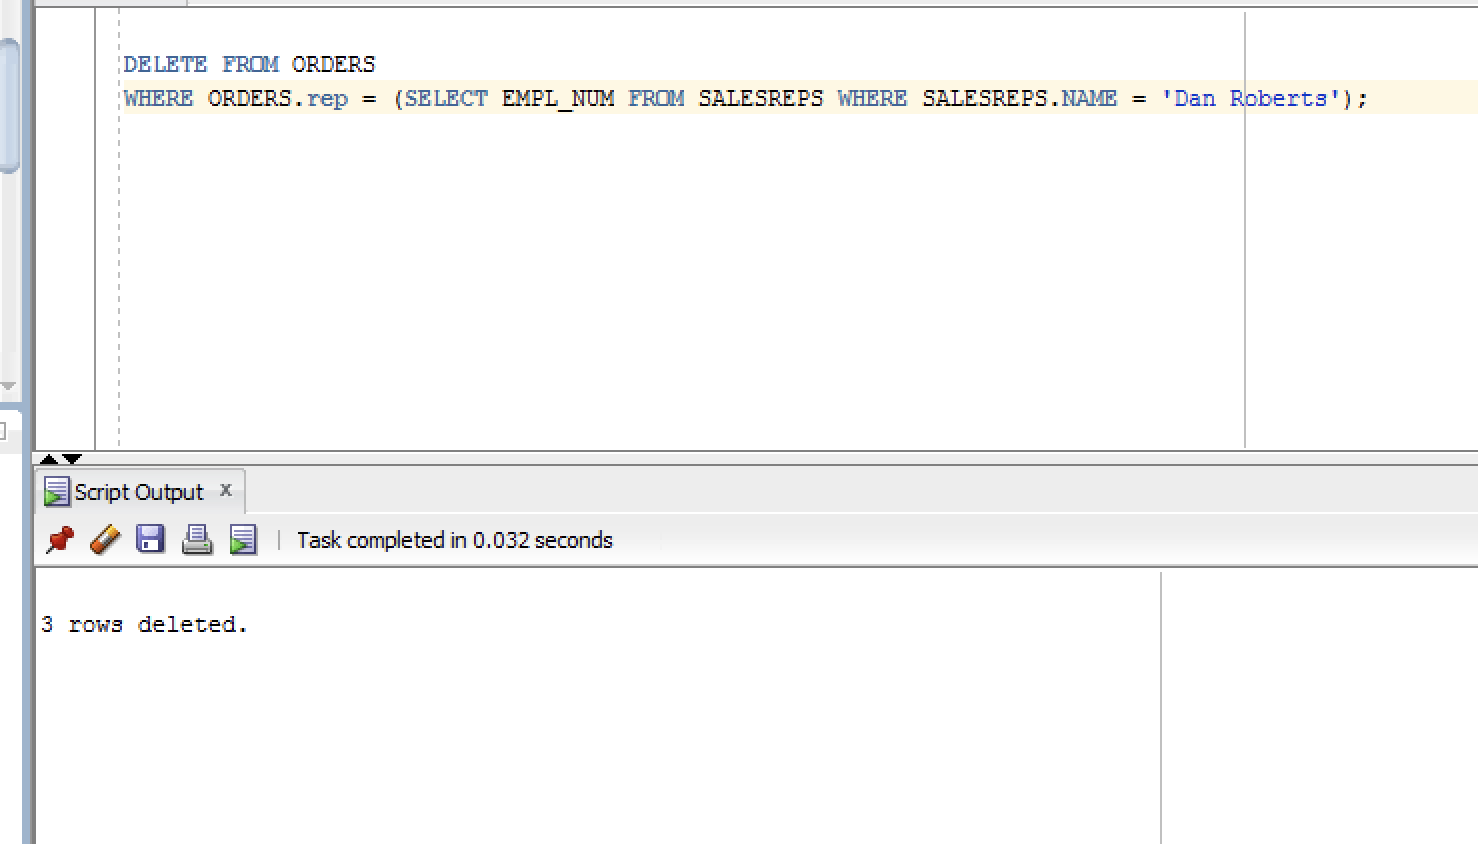 DELETE FROM ORDERS
WHERE ORDERS.rep = (SELECT EMPL_NUM FROM SALESREPS WHERE SALESREPS.NAME = 'Dan Roberts');
Script Output x
Task completed in 0.032 seconds
3 rows deleted.